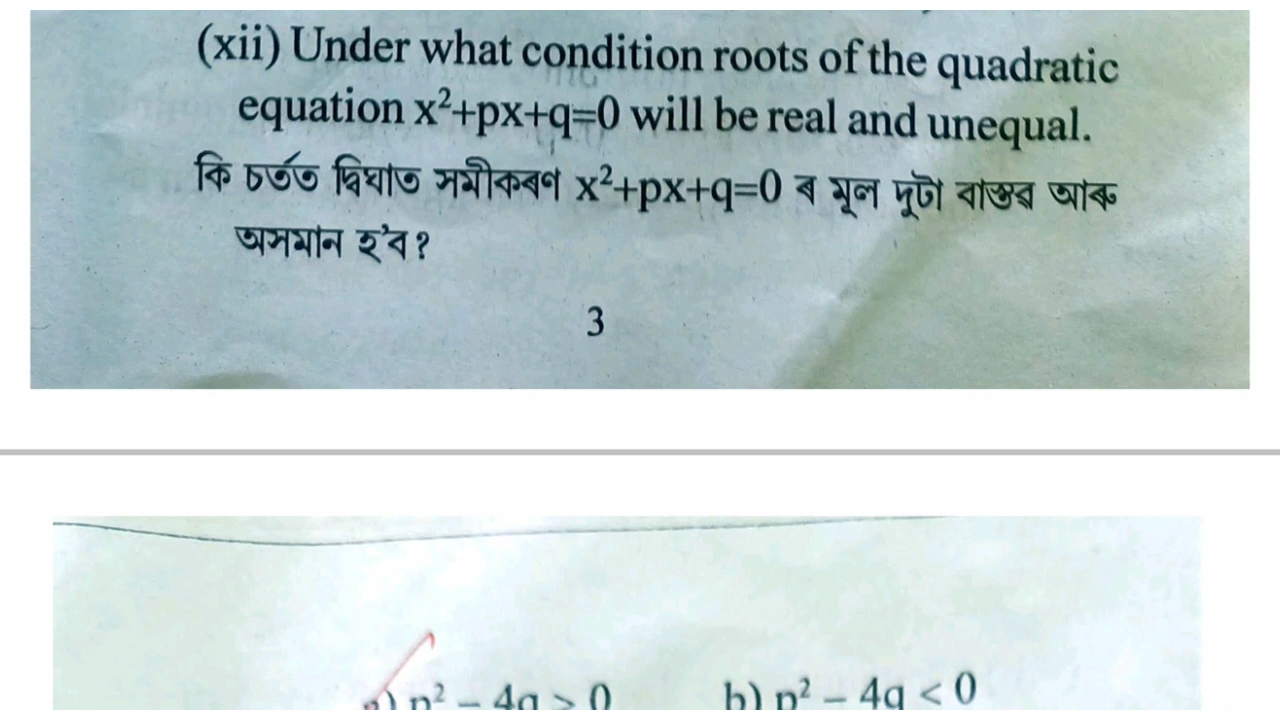 (xii) Under what condition roots of the quadratic
equation x²+px+q=0 will be real and unequal.
কি চৰ্তত দ্বিঘাত সমীকৰণ x²+px+q=0 ৰ মূল দুটা বাস্তৱ আৰু
অসমান হ'ব?
3
a) p² – 4q > 0 b) p² – 4q < 0